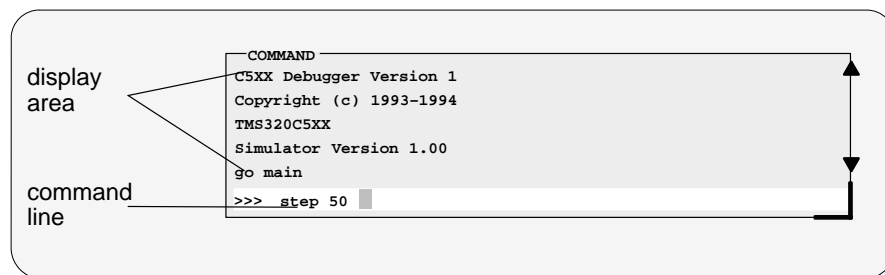 COMMAND
display
area
C5XX Debugger Version 1
Copyright (c) 1993–1994
TMS320C5XX
Simulator Version 1.00
go main
command
line
>>> step 50